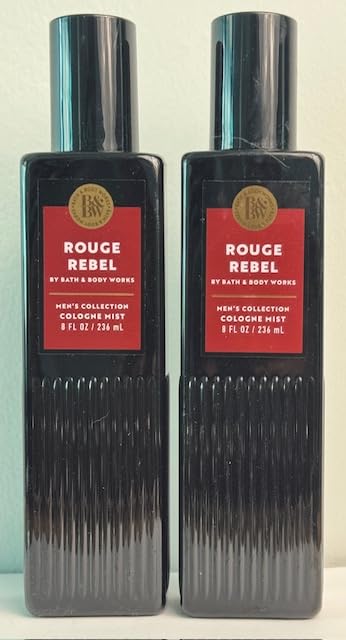 B&BW
ROUGE
REBEL
BY BATH & BODY WORKS
MEN'S COLLECTION
COLOGNE MIST
8 FL OZ / 236 mL
B&BW
ROUGE
REBEL
BY BATH & BODY WORKS
MEN'S COLLECTION
COLOGNE MIST
8 FL OZ / 236 mL